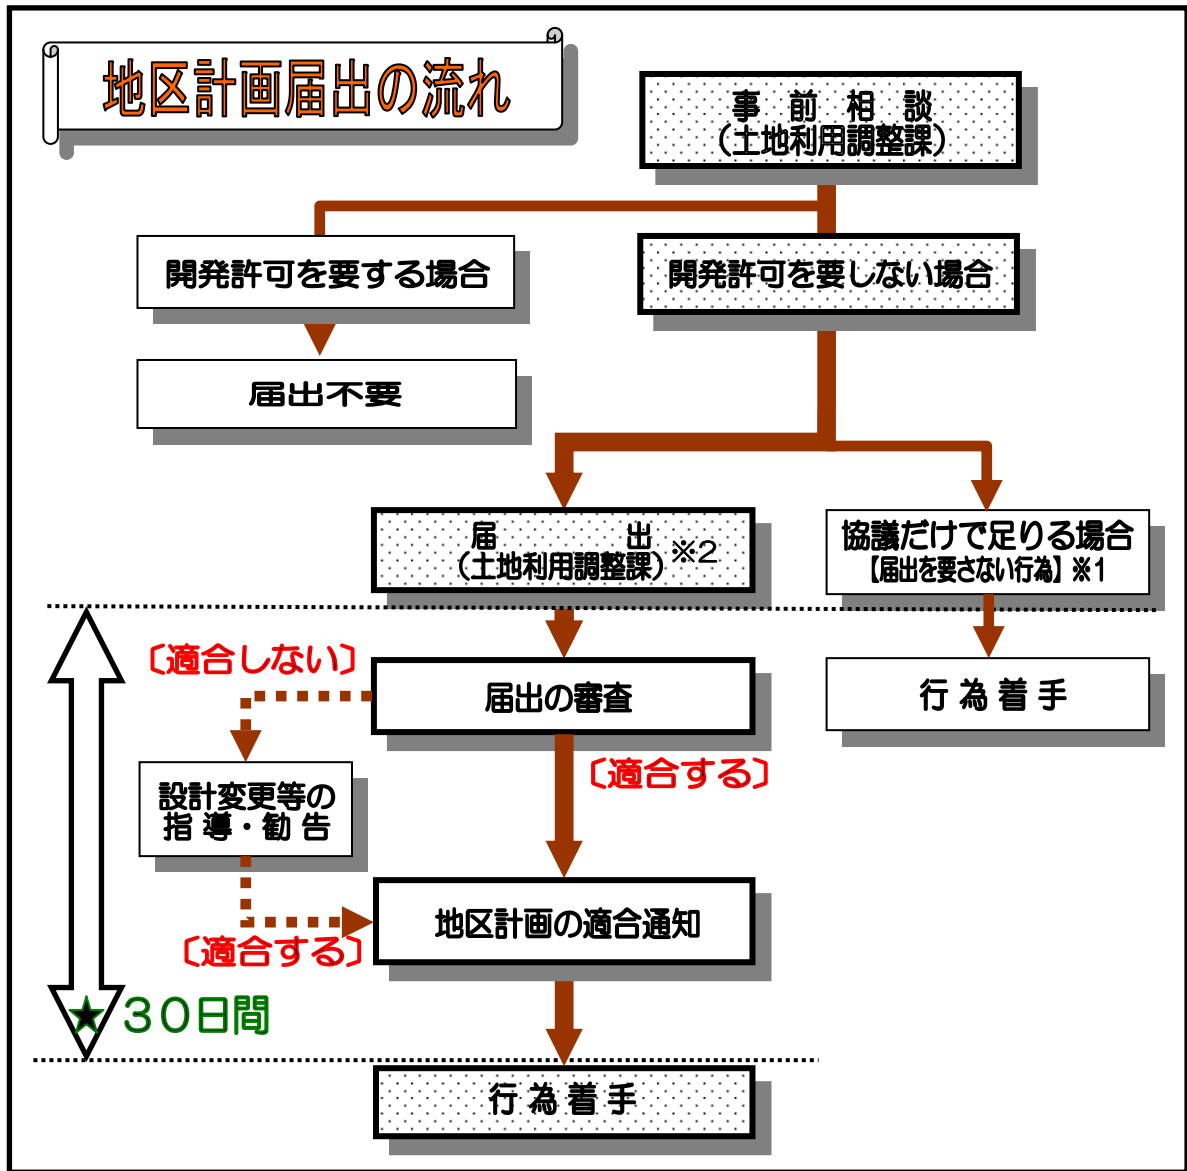 地区計画届出の流れ
事 前 相 談
（土地利用調整課）
開発許可を要する場合
開発許可を要しない場合
届出不要
届 出
（土地利用調整課）※2
協議だけで足りる場合
【届出を要さない行為】※1
〔適合しない〕
届出の審査
行 為 着 手
〔適合する〕
設計変更等の
指 導・勧 告
地区計画の適合通知
〔適合する〕
★３０日間
行 為 着 手